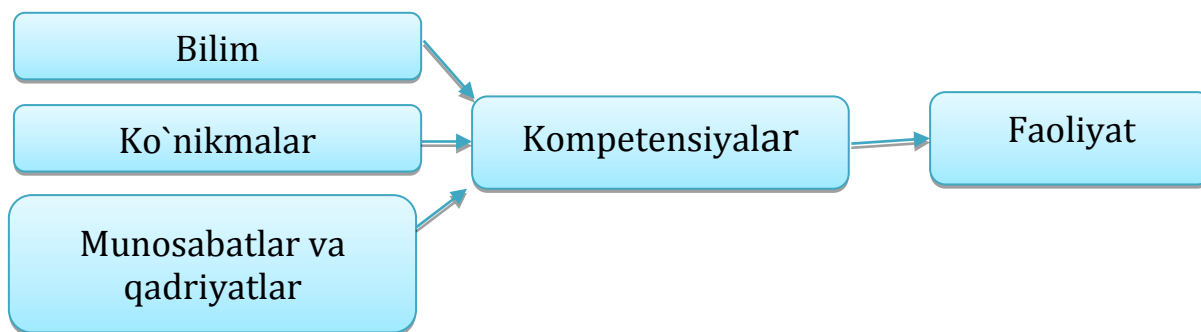 Bilim
Ko`nikmalar
Munosabatlar va
qadriyatlar
Kompetensiyalar
Faoliyat